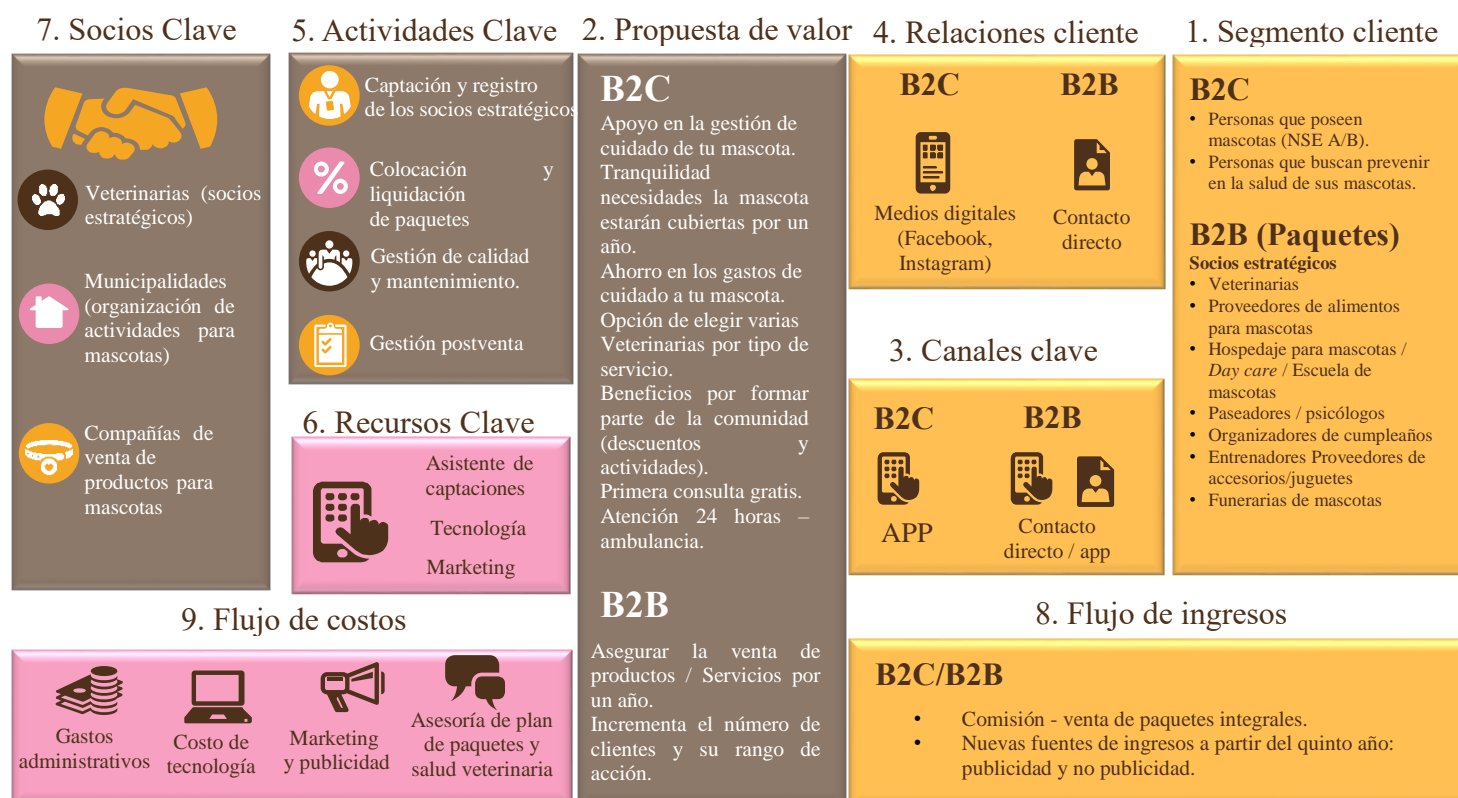 7. Socios Clave
Veterinarias (socios
estratégicos)
Municipalidades
(organización de
actividades para
mascotas)
Compañías de
venta de
productos para
mascotas
5. Actividades Clave
Captación y registro
de los socios estratégicos
Colocación y
liquidación
de paquetes
Gestión de calidad
y mantenimiento.
Gestión postventa
6. Recursos Clave
Asistente de
captaciones
Tecnología
Marketing
2. Propuesta de valor
B2C
Apoyo en la gestión de
cuidado de tu mascota.
Tranquilidad
necesidades la mascota
estarán cubiertas por un
año.
Ahorro en los gastos de
cuidado a tu mascota.
Opción de elegir varias
Veterinarias por tipo de
servicio.
Beneficios por formar
parte de la comunidad
(descuentos y
actividades).
Primera consulta gratis.
Atención 24 horas –
ambulancia.
B2B
Asegurar la venta de
productos / Servicios por
un año.
Incrementa el número de
clientes y su rango de
acción.
4. Relaciones cliente
B2C
Medios digitales
(Facebook,
Instagram)
B2B
Contacto
directo
3. Canales clave
B2C
APP
B2B
Contacto
directo / app
1. Segmento cliente
B2C
• Personas que poseen
mascotas (NSE A/B).
• Personas que buscan prevenir
en la salud de sus mascotas.
B2B (Paquetes)
Socios estratégicos
• Veterinarias
• Proveedores de alimentos
para mascotas
• Hospedaje para mascotas /
Day care / Escuela de
mascotas
• Paseadores / psicólogos
• Organizadores de cumpleaños
• Entrenadores Proveedores de
accesorios/juguetes
• Funerarias de mascotas
9. Flujo de costos
Gastos
administrativos
Costo de
tecnología
Marketing
y publicidad
Asesoría de plan
de paquetes y
salud veterinaria
8. Flujo de ingresos
B2C/B2B
• Comisión - venta de paquetes integrales.
• Nuevas fuentes de ingresos a partir del quinto año:
publicidad y no publicidad.